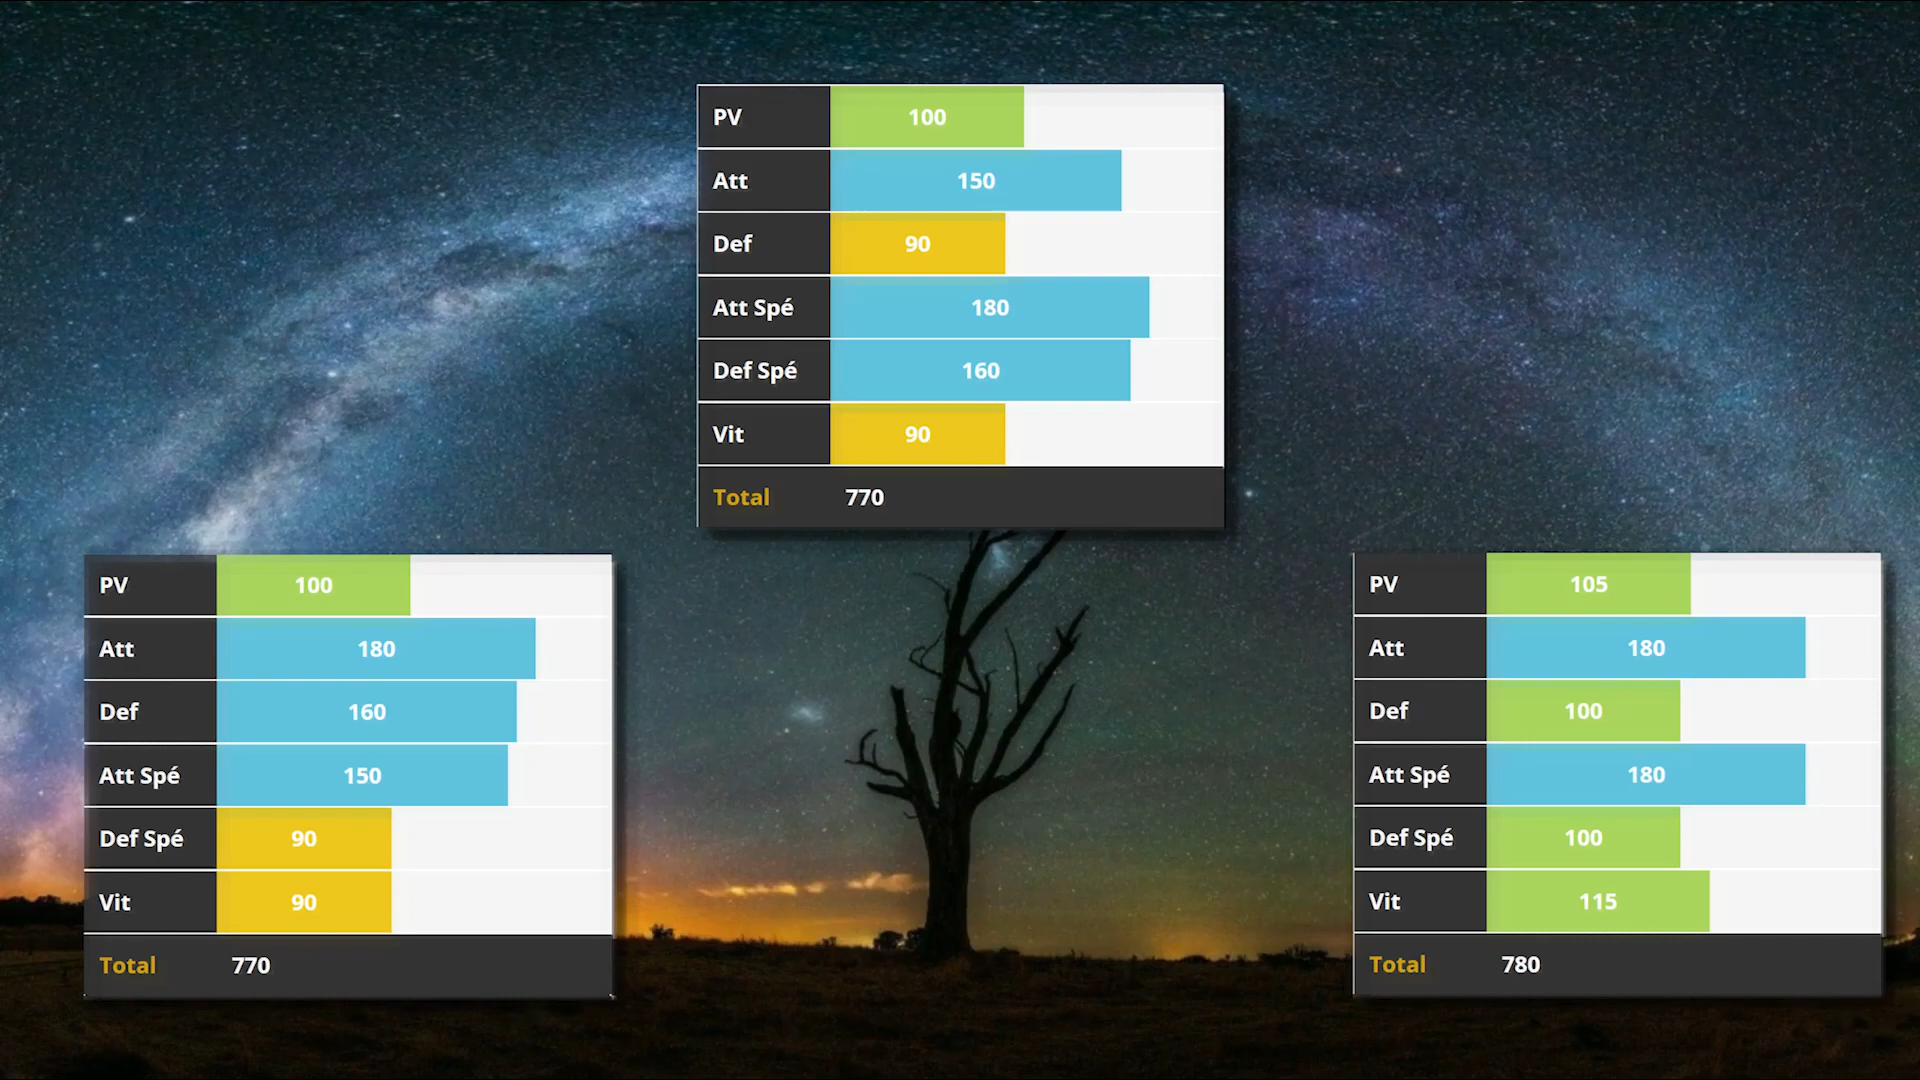 PV 100
Att 150
Def 90
Att Spé 180
Def Spé 160
Vit 90
Total 770
PV 100
Att 180
Def 160
Att Spé 150
Def Spé 90
Vit 90
Total 770
PV 105
Att 180
Def 100
Att Spé 180
Def Spé 100
Vit 115
Total 780